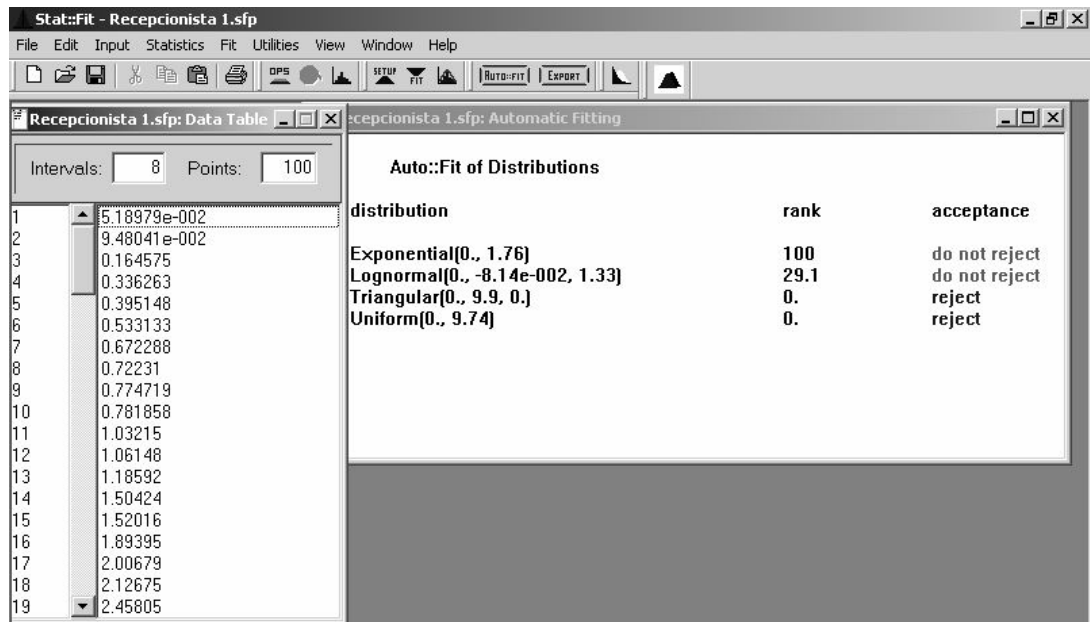 Stat::Fit - Recepcionista 1.sfp
File Edit Input Statistics Fit Utilities View Window Help
OPS SETUP FIT AUTO::FIT EXPORT
Recepcionista 1.sfp: Data Table
Intervals: 8 Points: 100
1 5.18979e-002
2 9.48041e-002
3 0.164575
4 0.336263
5 0.395148
6 0.533133
7 0.672288
8 0.72231
9 0.774719
10 0.781858
11 1.03215
12 1.06148
13 1.18592
14 1.50424
15 1.52016
16 1.89395
17 2.00679
18 2.12675
19 2.45805
ecepcionista 1.sfp: Automatic Fitting
Auto::Fit of Distributions
distribution rank acceptance
Exponential(0., 1.76) 100 do not reject
Lognormal(0., -8.14e-002, 1.33) 29.1 do not reject
Triangular(0., 9.9, 0.) 0. reject
Uniform(0., 9.74) 0. reject